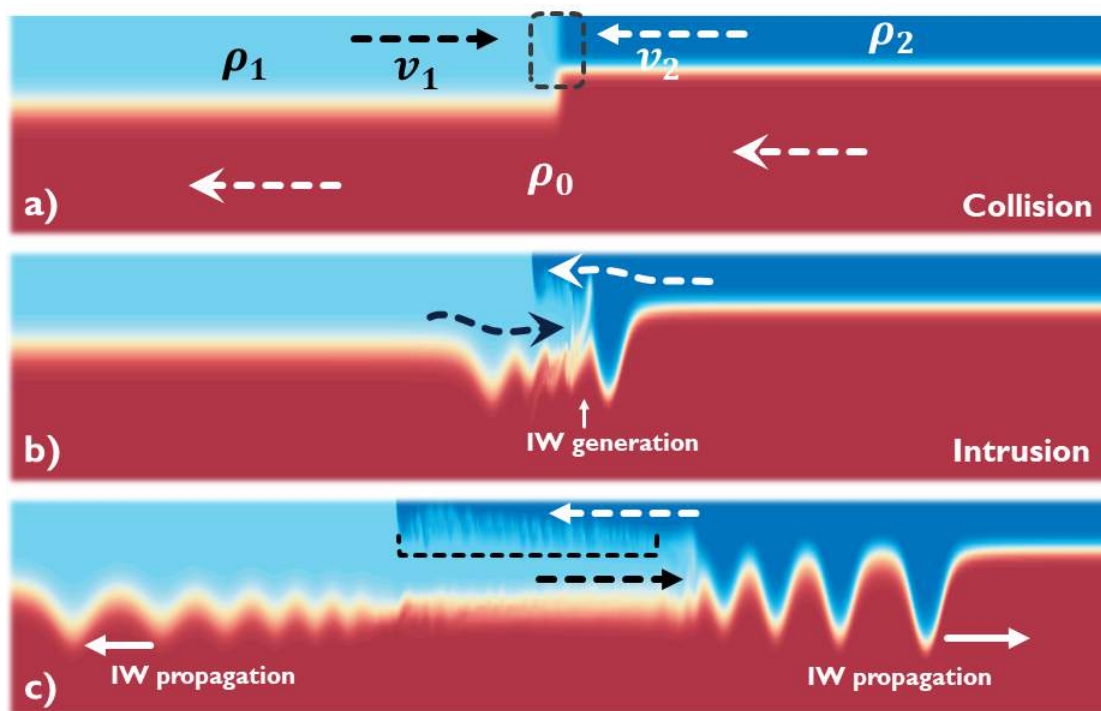 ρ₁
v₁
v₂
ρ₂
ρ₀
a)
Collision
IW generation
b)
Intrusion
IW propagation
IW propagation
c)